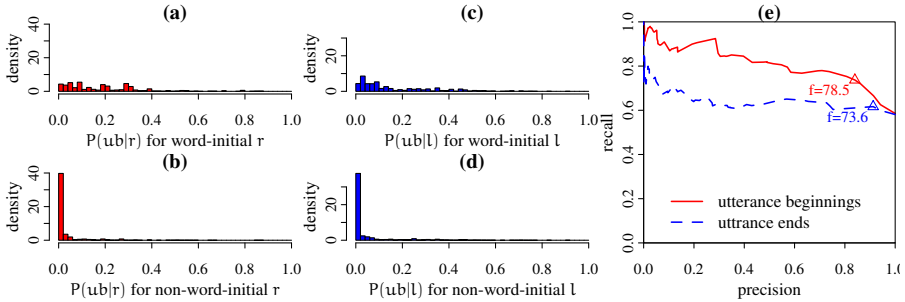 (a)
density
0 20 40
0.0 0.2 0.4 0.6 0.8 1.0
P(ub|r) for word-initial r
(b)
density
0 20 40
0.0 0.2 0.4 0.6 0.8 1.0
P(ub|r) for non-word-initial r
(c)
density
0 20
0.0 0.2 0.4 0.6 0.8 1.0
P(ub|l) for word-initial l
(d)
density
0 20
0.0 0.2 0.4 0.6 0.8 1.0
P(ub|l) for non-word-initial l
(e)
recall
0.0 0.2 0.4 0.6 0.8 1.0
f=78.5
f=73.6
utterance beginnings
uttrance ends
0.0 0.2 0.4 0.6 0.8 1.0
precision